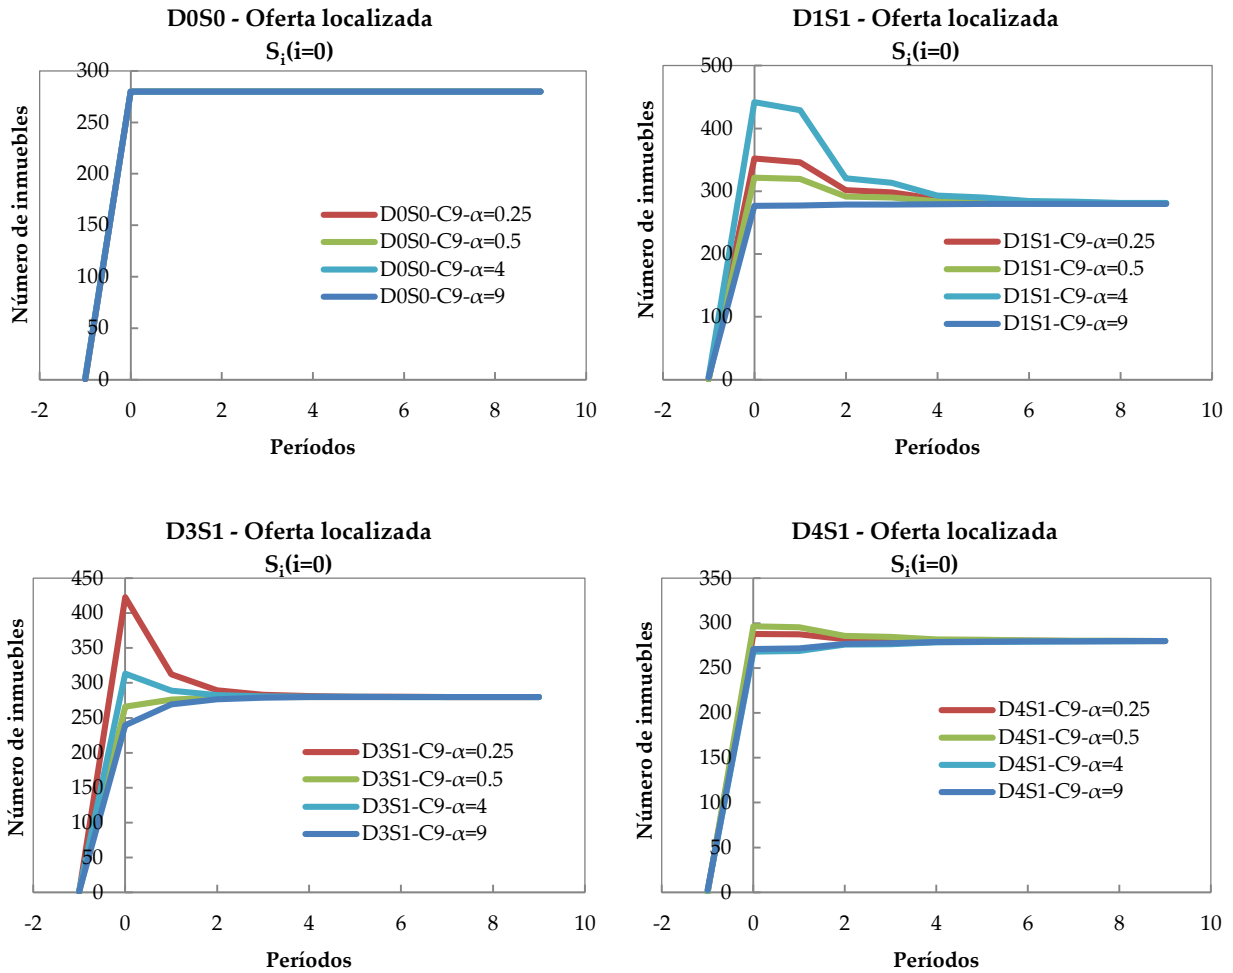 D0S0 - Oferta localizada
Si(i=0)
Número de inmuebles
300
250
200
150
100
50
0
D0S0-C9-α=0.25
D0S0-C9-α=0.5
D0S0-C9-α=4
D0S0-C9-α=9
-2 0 2 4 6 8 10
Períodos
D1S1 - Oferta localizada
Si(i=0)
Número de inmuebles
500
400
300
200
100
0
D1S1-C9-α=0.25
D1S1-C9-α=0.5
D1S1-C9-α=4
D1S1-C9-α=9
-2 0 2 4 6 8 10
Períodos
D3S1 - Oferta localizada
Si(i=0)
Número de inmuebles
450
400
350
300
250
200
150
100
50
0
D3S1-C9-α=0.25
D3S1-C9-α=0.5
D3S1-C9-α=4
D3S1-C9-α=9
-2 0 2 4 6 8 10
Períodos
D4S1 - Oferta localizada
Si(i=0)
Número de inmuebles
350
300
250
200
150
100
50
0
D4S1-C9-α=0.25
D4S1-C9-α=0.5
D4S1-C9-α=4
D4S1-C9-α=9
-2 0 2 4 6 8 10
Períodos